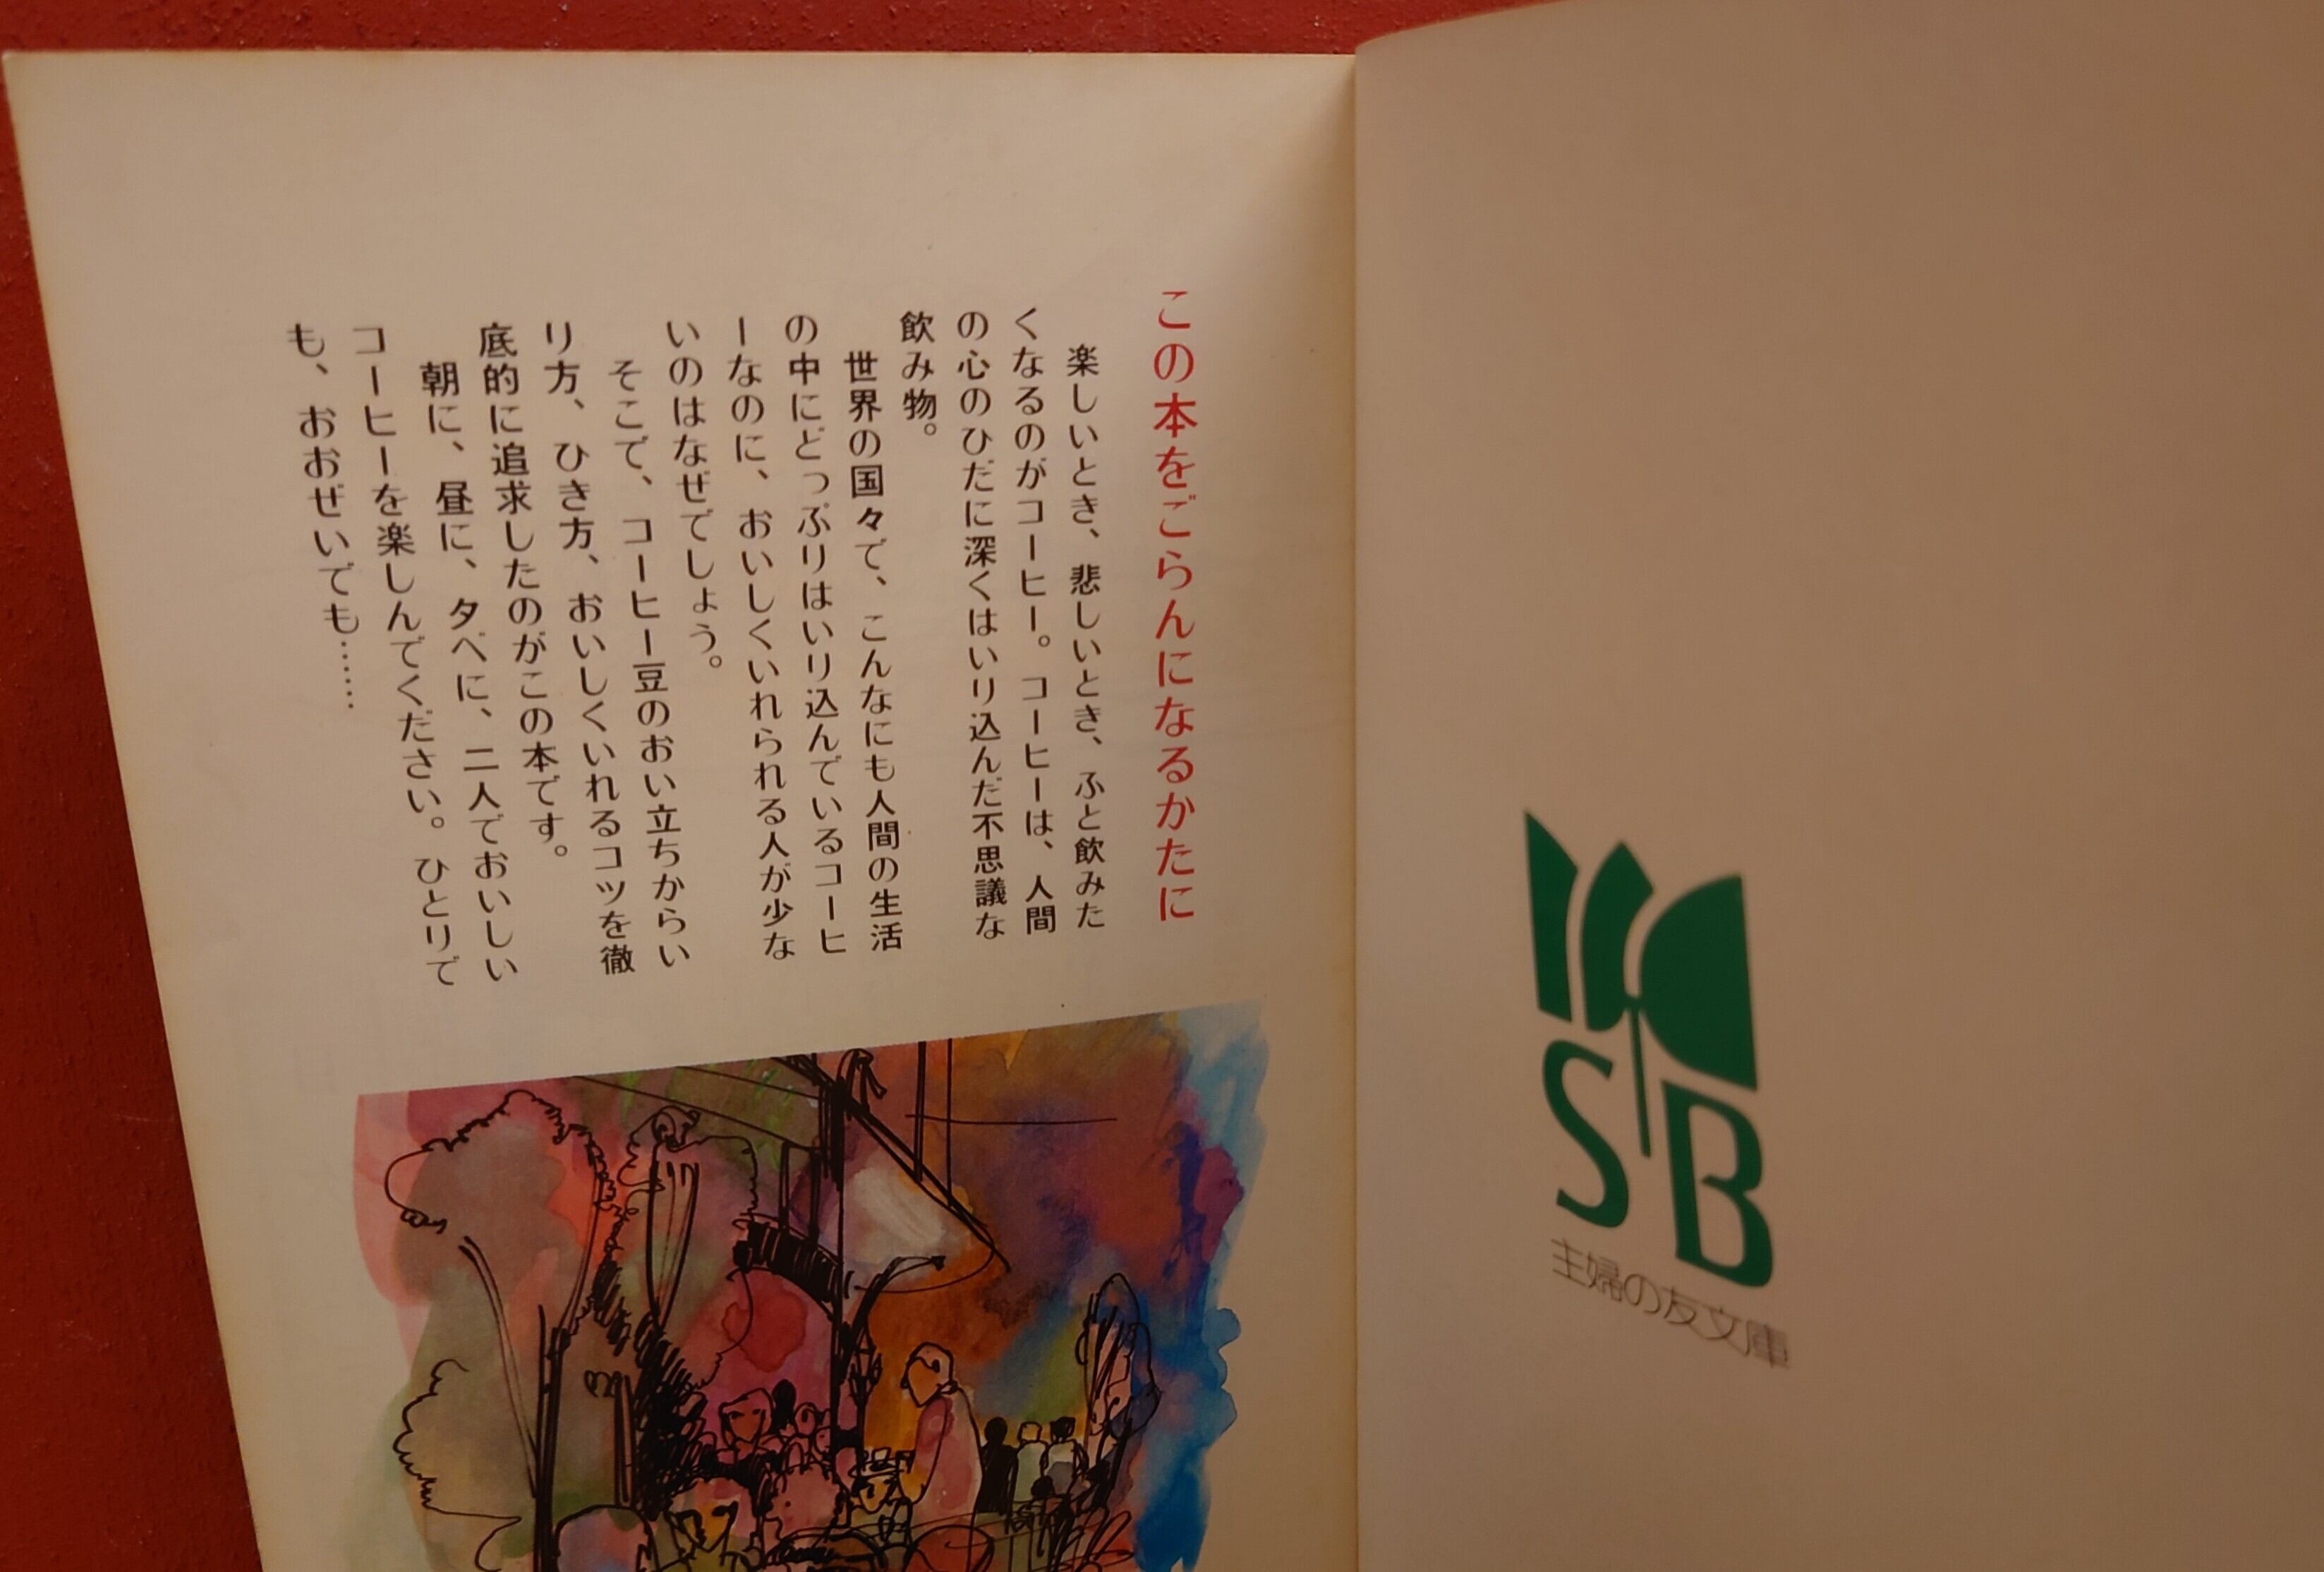 この本をごらんになるかたに
楽しいとき、悲しいとき、ふと飲みた
くなるのがコーヒー。コーヒーは、人間
の心のひだに深くはいり込んだ不思議な
飲み物。
世界の国々で、こんなにも人間の生活
の中にどっぷりはいり込んでいるコーヒ
ーなのに、おいしくいれられる人が少な
いのはなぜでしょう。
そこで、コーヒー豆のおい立ちからい
り方、ひき方、おいしくいれるコツを徹
底的に追求したのがこの本です。
朝に、昼に、夕べに、二人でおいしい
コーヒーを楽しんでください。ひとりで
も、おおぜいでも……
SB
主婦の友文庫